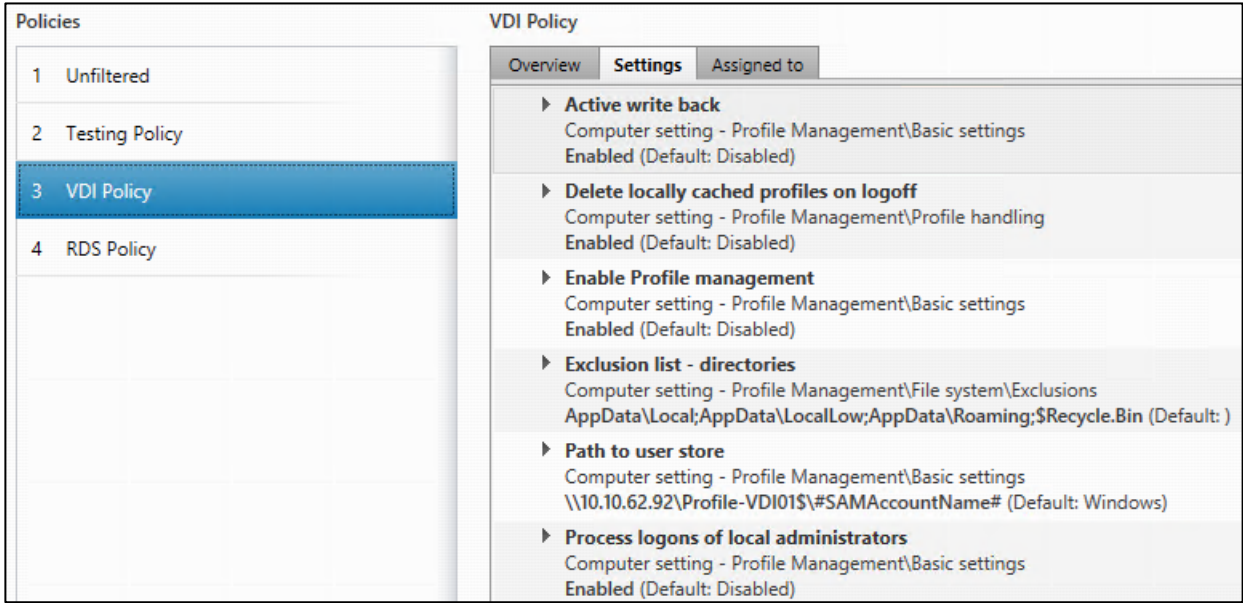 Policies
1 Unfiltered
2 Testing Policy
3 VDI Policy
4 RDS Policy
VDI Policy
Overview Settings Assigned to
Active write back
Computer setting - Profile Management\Basic settings
Enabled (Default: Disabled)
Delete locally cached profiles on logoff
Computer setting - Profile Management\Profile handling
Enabled (Default: Disabled)
Enable Profile management
Computer setting - Profile Management\Basic settings
Enabled (Default: Disabled)
Exclusion list - directories
Computer setting - Profile Management\File system\Exclusions
AppData\Local;AppData\LocalLow;AppData\Roaming;$Recycle.Bin (Default: )
Path to user store
Computer setting - Profile Management\Basic settings
\\10.10.62.92\Profile-VDI01$\#SAMAccountName# (Default: Windows)
Process logons of local administrators
Computer setting - Profile Management\Basic settings
Enabled (Default: Disabled)